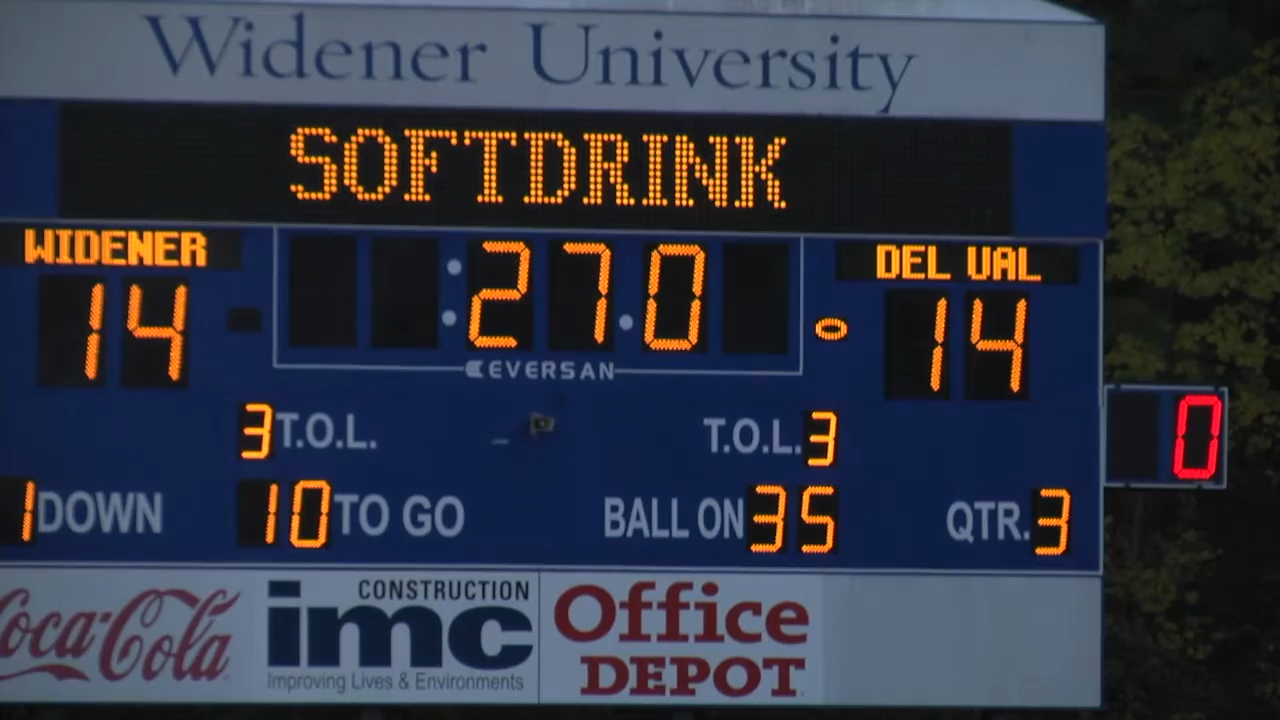 Widener University
SOFTDRINK
WIDENER
:27.0
DEL VAL
14
14
EVERSAN
3 T.O.L.
T.O.L. 3
0
1 DOWN
10 TO GO
BALL ON 35
QTR. 3
Coca-Cola
CONSTRUCTION
imc
Improving Lives & Environments
Office
DEPOT